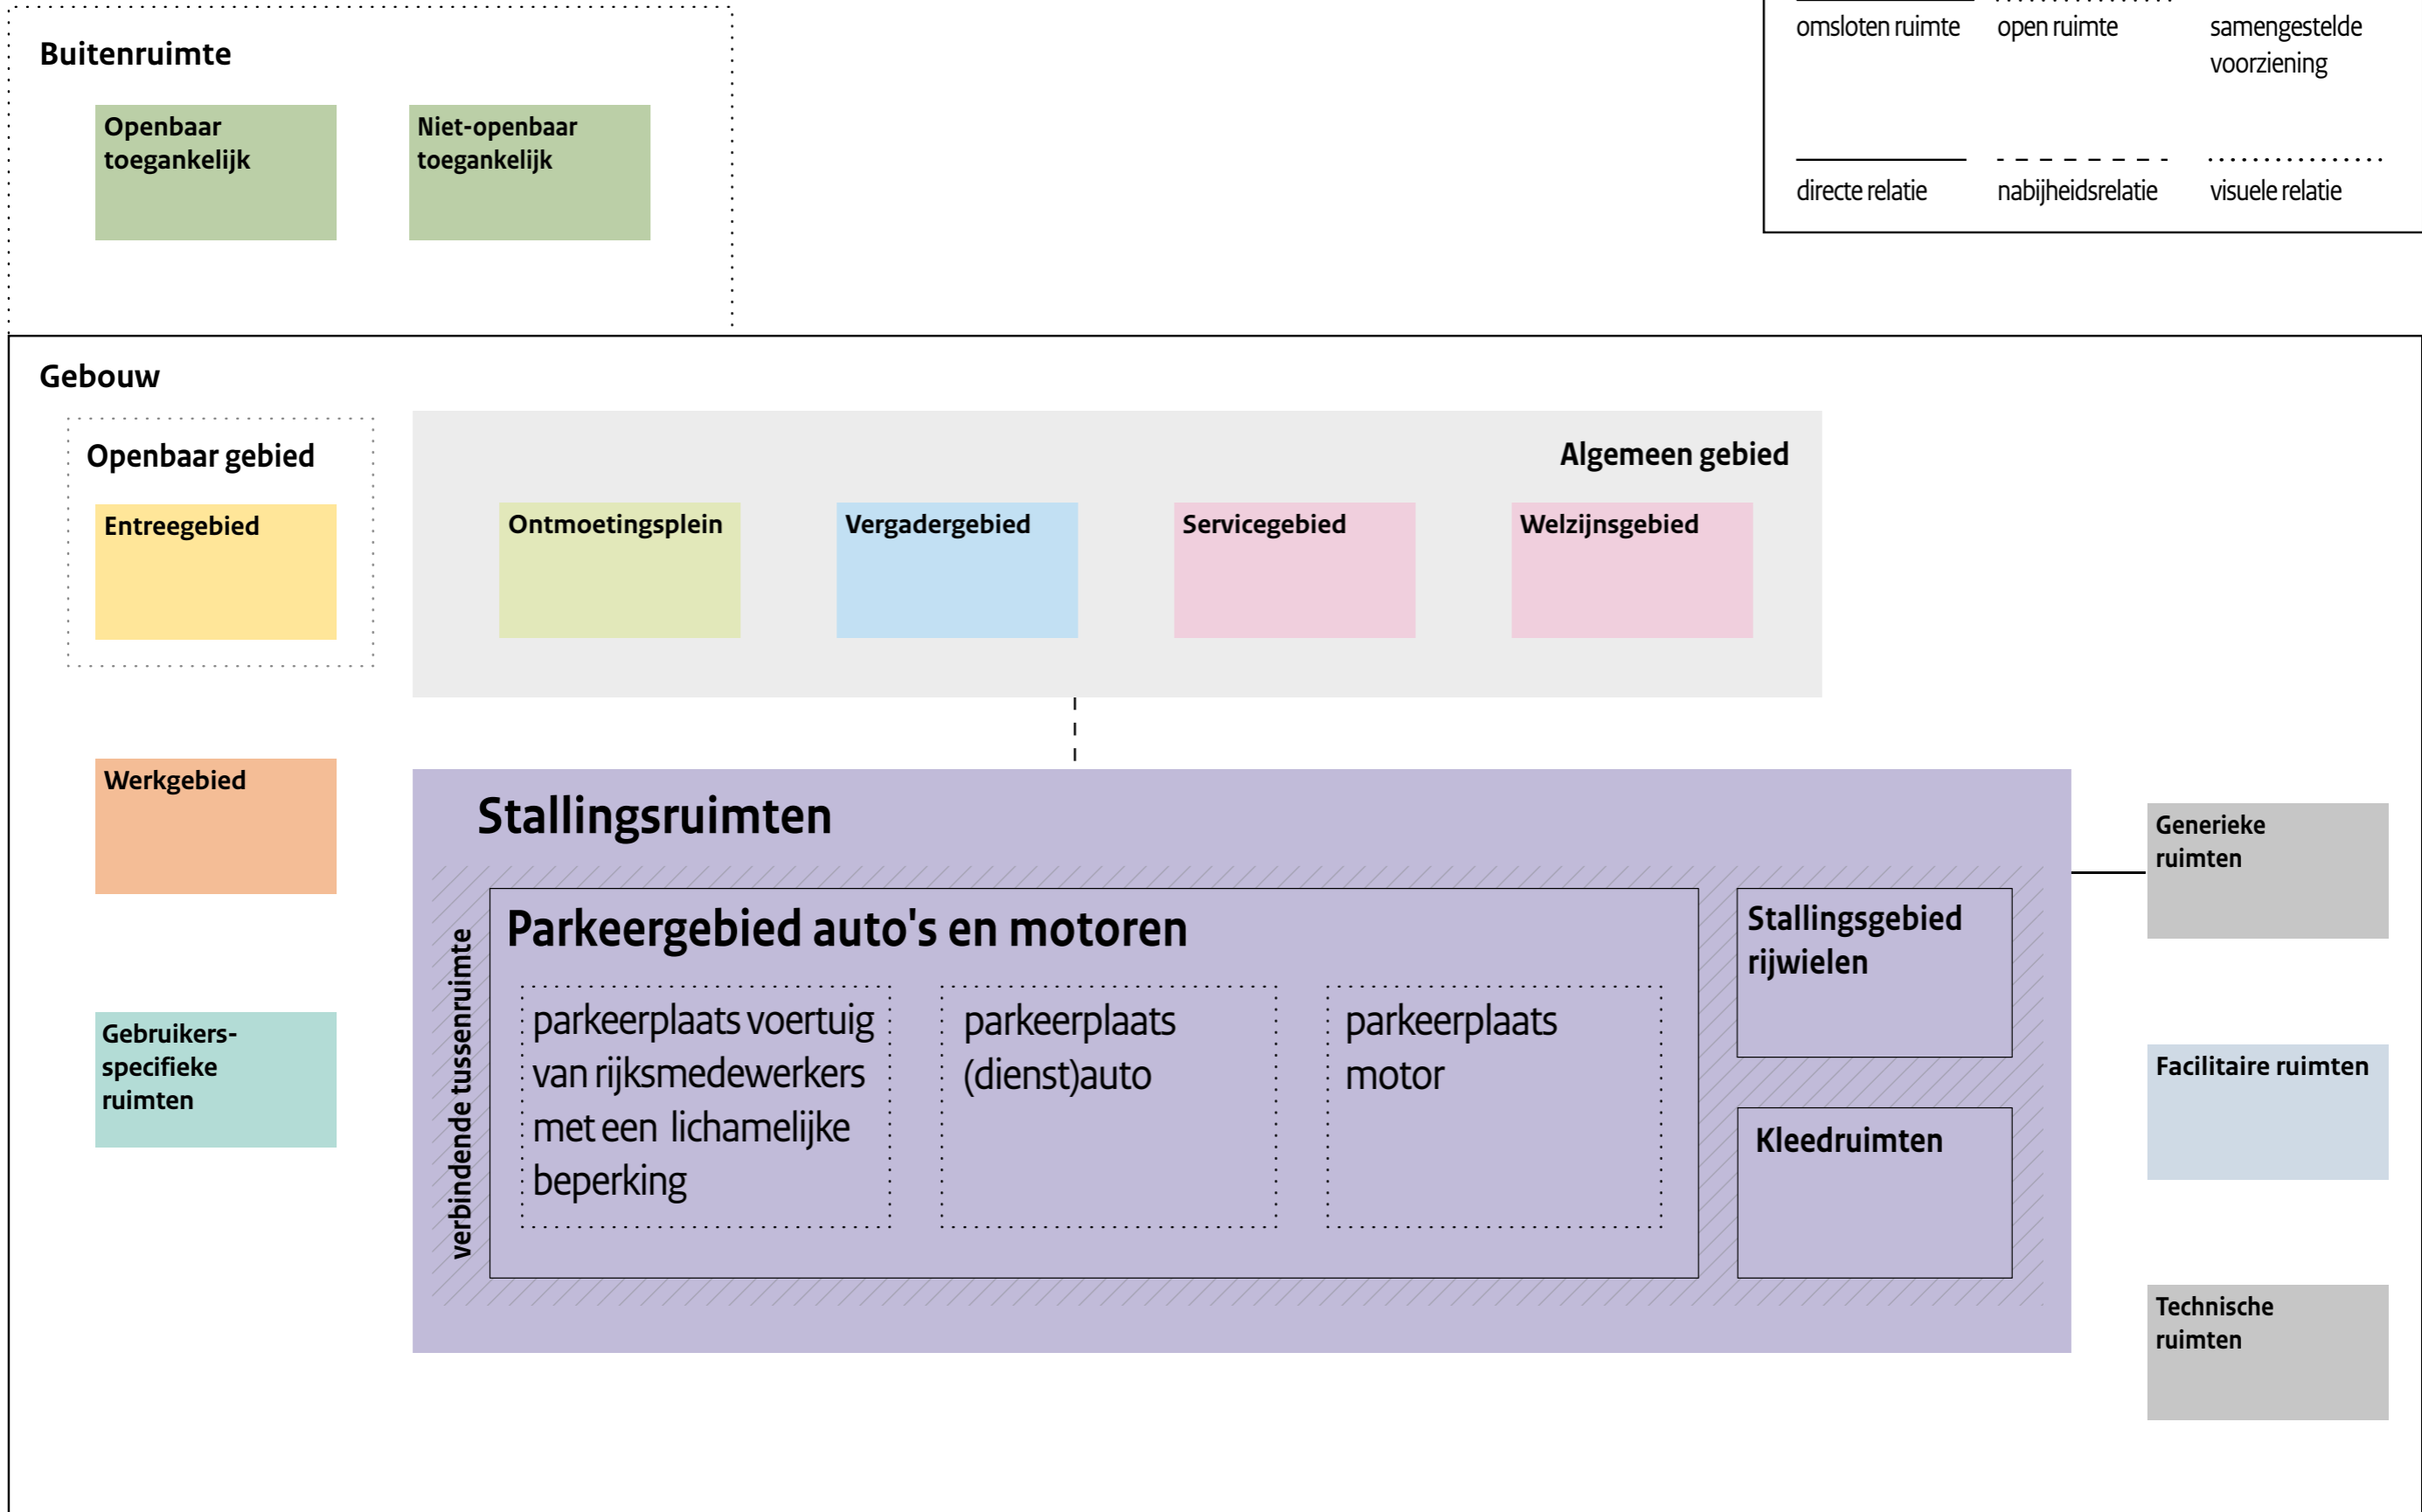 omsloten ruimte
open ruimte
samengestelde
voorziening
directe relatie
nabijheidsrelatie
visuele relatie
Buitenruimte
Openbaar
toegankelijk
Niet-openbaar
toegankelijk
Gebouw
Openbaar gebied
Entreegebied
Algemeen gebied
Ontmoetingsplein
Vergadergebied
Servicegebied
Welzijnsgebied
Werkgebied
Gebruikers-
specifieke
ruimten
Stallingsruimten
verbindende tussenruimte
Parkeergebied auto's en motoren
parkeerplaats voertuig
van rijksmedewerkers
met een lichamelijke
beperking
parkeerplaats
(dienst)auto
parkeerplaats
motor
Stallingsgebied
rijwielen
Kleedruimten
Generieke
ruimten
Facilitaire ruimten
Technische
ruimten